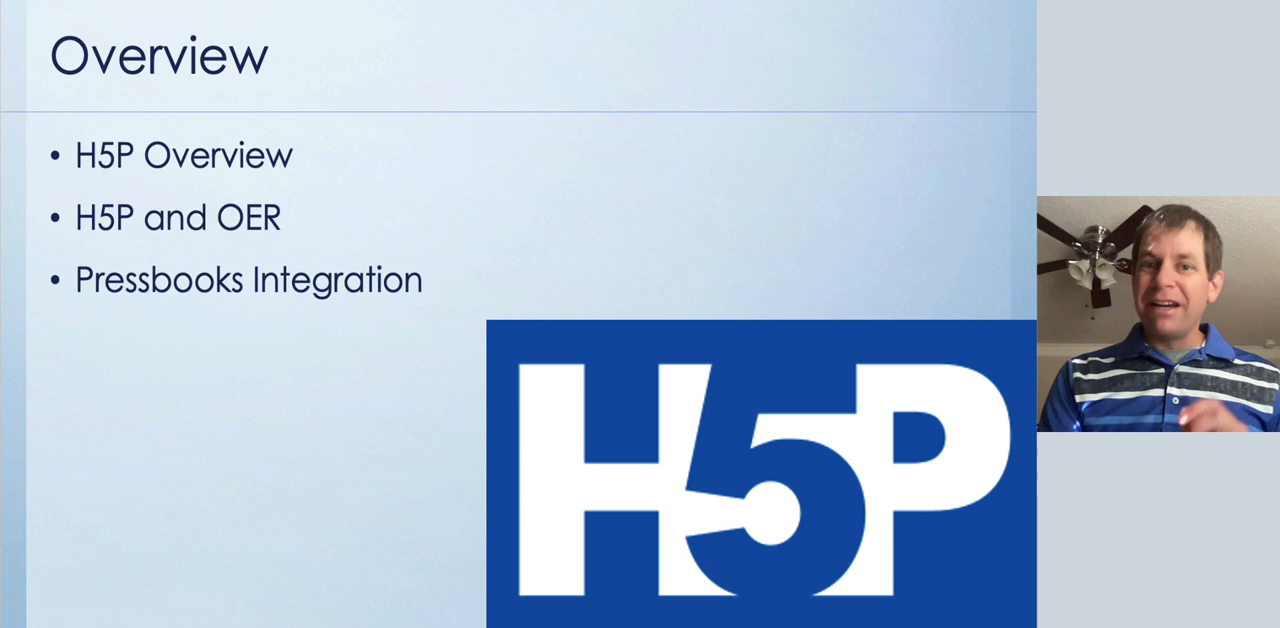 Overview
• H5P Overview
• H5P and OER
• Pressbooks Integration
H5P